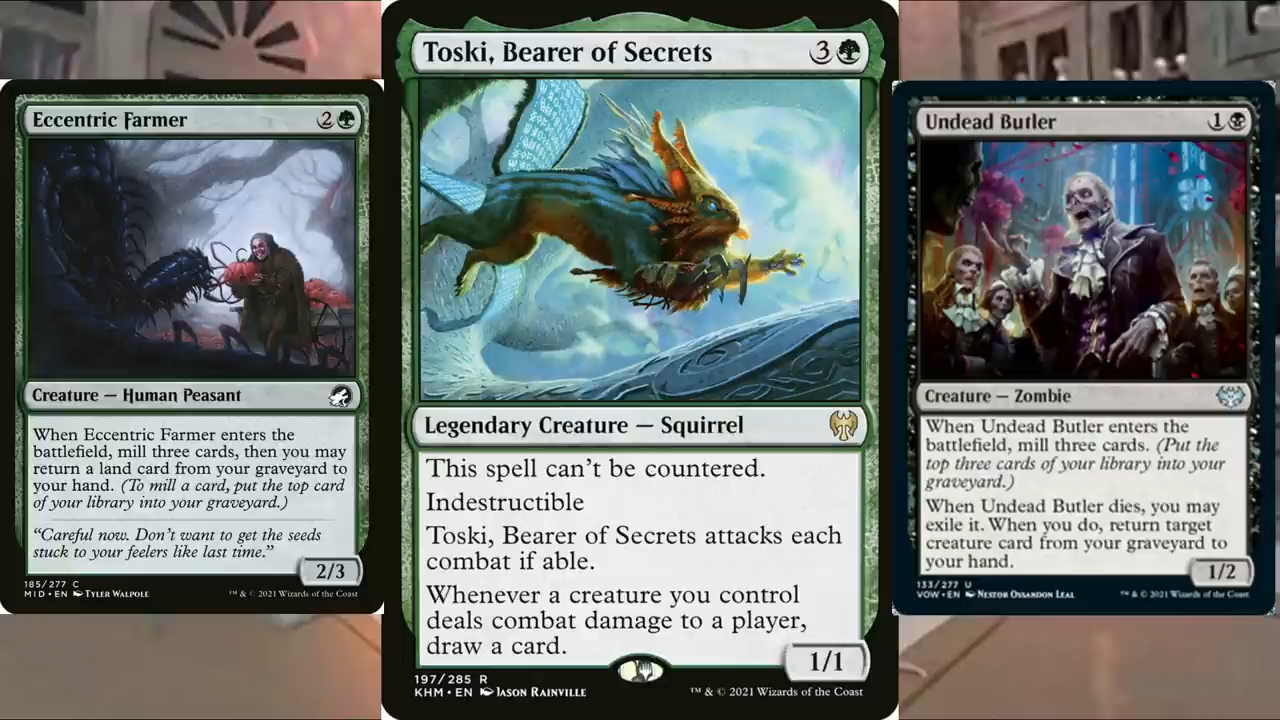 Eccentric Farmer 2
Creature — Human Peasant
When Eccentric Farmer enters the
battlefield, mill three cards, then you may
return a land card from your graveyard to
your hand. (To mill a card, put the top card
of your library into your graveyard.)
“Careful now. Don’t want to get the seeds
stuck to your feelers like last time.”
2/3
185/277 C
MID • EN Tyler Walpole
™ & © 2021 Wizards of the Coast
Toski, Bearer of Secrets 3
Legendary Creature — Squirrel
This spell can’t be countered.
Indestructible
Toski, Bearer of Secrets attacks each
combat if able.
Whenever a creature you control
deals combat damage to a player,
draw a card.
1/1
197/285 R
KHM • EN Jason Rainville
™ & © 2021 Wizards of the Coast
Undead Butler 1
Creature — Zombie
When Undead Butler enters the
battlefield, mill three cards. (Put the
top three cards of your library into your
graveyard.)
When Undead Butler dies, you may
exile it. When you do, return target
creature card from your graveyard to
your hand.
1/2
133/277 U
VOW • EN Nestor Ossandon Leal
™ & © 2021 Wizards of the Coast